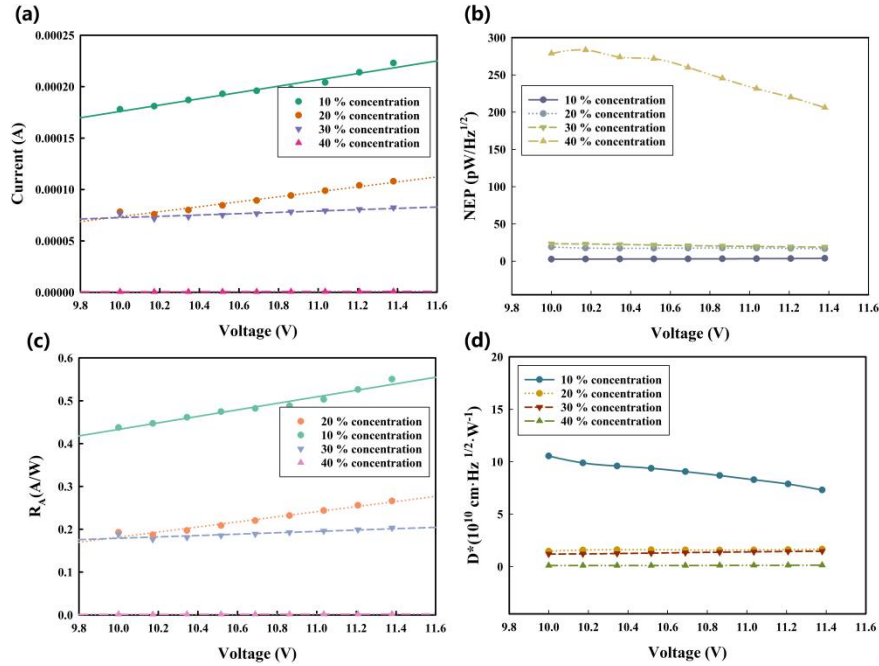 (a)
0.00025
0.00020
0.00015
0.00010
0.00005
0.00000
Current (A)
10 % concentration
20 % concentration
30 % concentration
40 % concentration
9.8 10.0 10.2 10.4 10.6 10.8 11.0 11.2 11.4 11.6
Voltage (V)
(b)
300
250
200
150
100
50
0
NEP (pW/Hz1/2)
10 % concentration
20 % concentration
30 % concentration
40 % concentration
9.8 10.0 10.2 10.4 10.6 10.8 11.0 11.2 11.4 11.6
Voltage (V)
(c)
0.6
0.5
0.4
0.3
0.2
0.1
0.0
RA(A/W)
20 % concentration
10 % concentration
30 % concentration
40 % concentration
9.8 10.0 10.2 10.4 10.6 10.8 11.0 11.2 11.4 11.6
Voltage (V)
(d)
20
15
10
5
0
D*(1010 cm·Hz 1/2·W-1)
10 % concentration
20 % concentration
30 % concentration
40 % concentration
9.8 10.0 10.2 10.4 10.6 10.8 11.0 11.2 11.4 11.6
Voltage (V)